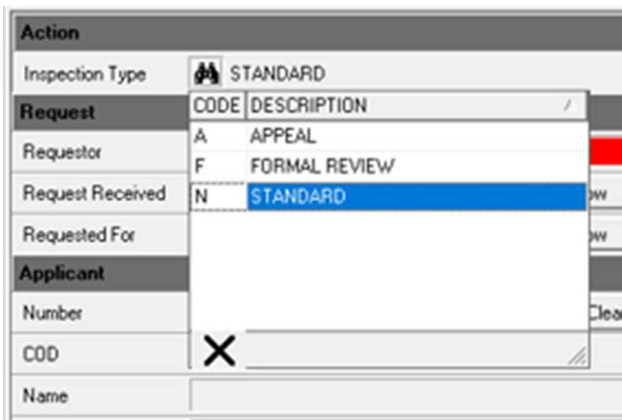 Action
Inspection Type STANDARD
CODE DESCRIPTION
Request
A APPEAL
Requestor
F FORMAL REVIEW
Request Received N STANDARD
Requested For
Applicant
Number
COD
Name